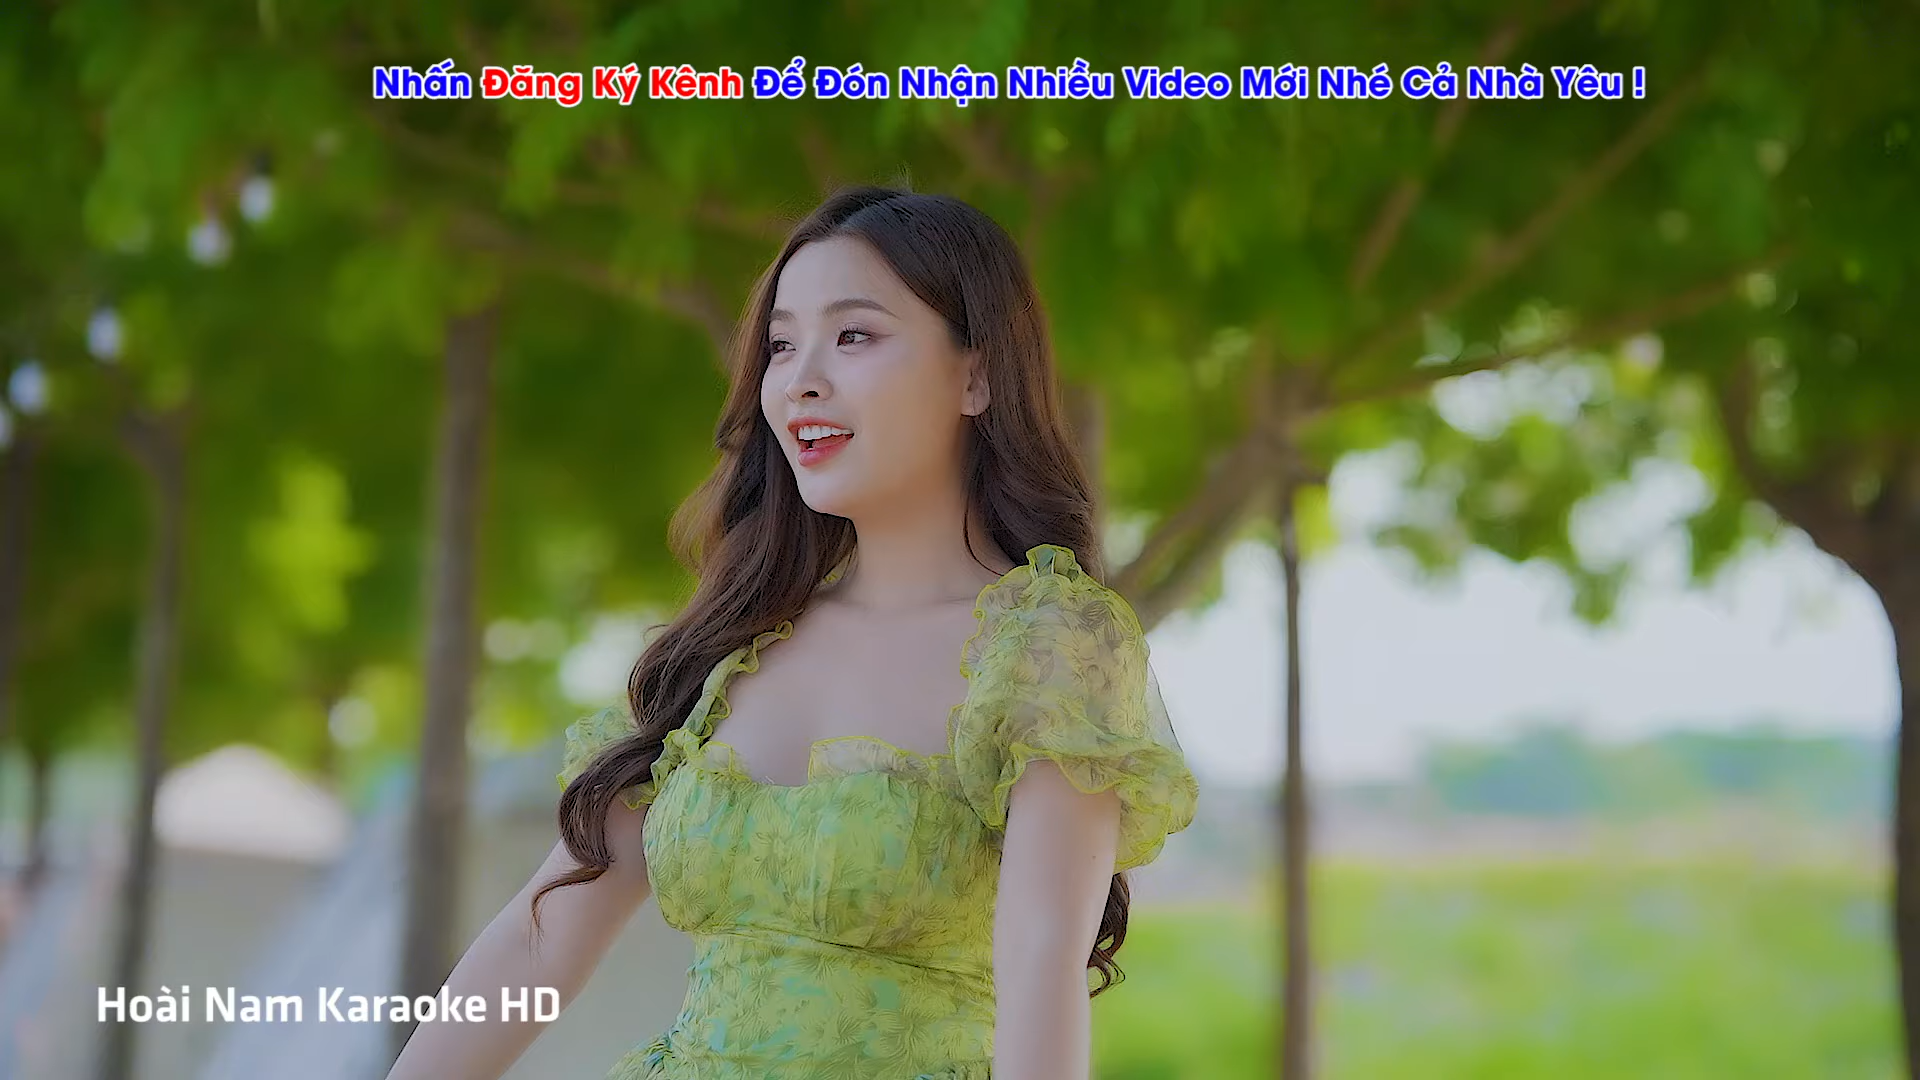 Nhấn Đăng Ký Kênh Để Đón Nhận Nhiều Video Mới Nhé Cả Nhà Yêu !
Hoài Nam Karaoke HD